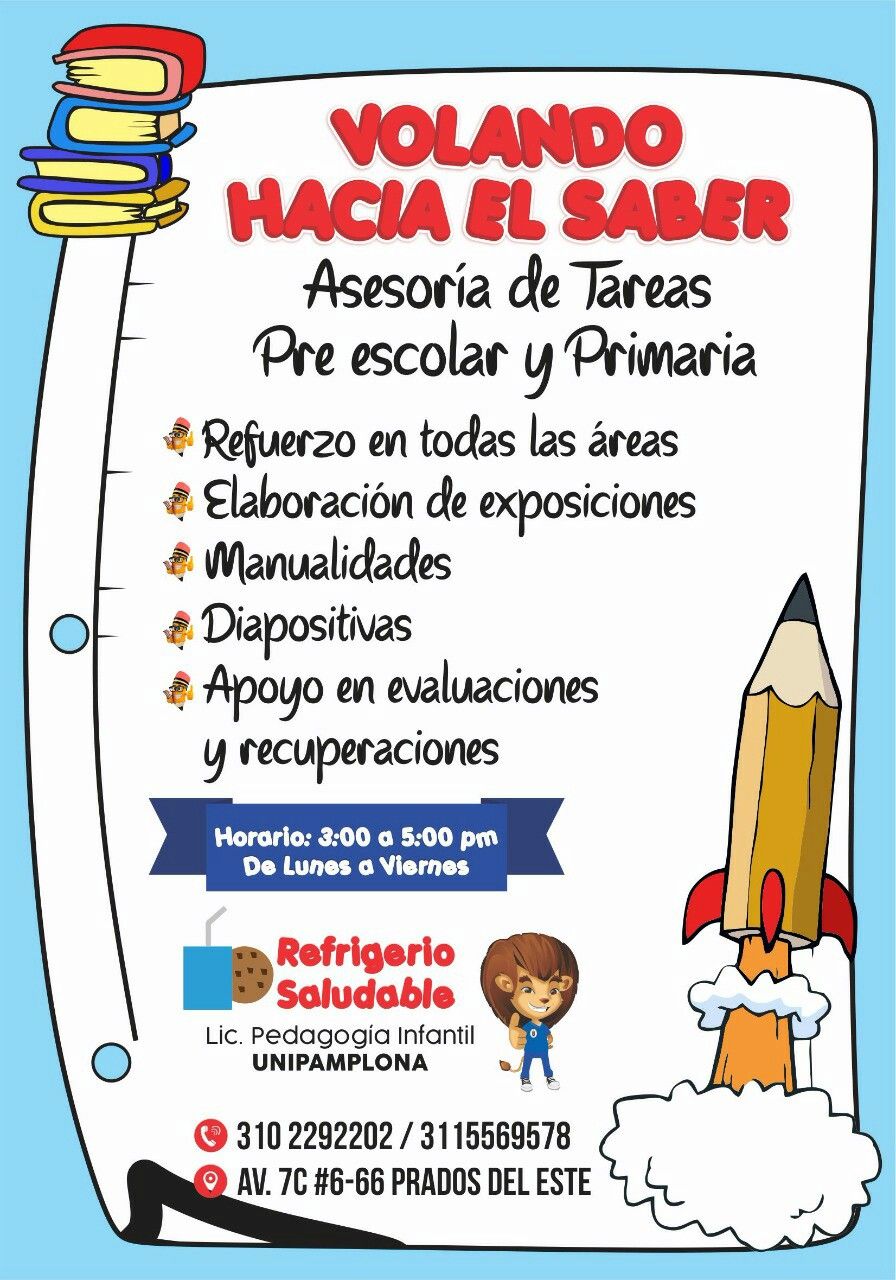 VOLANDO
HACIA EL SABER
Asesoría de Tareas
Pre escolar y Primaria
Refuerzo en todas las áreas
Elaboración de exposiciones
Manualidades
Diapositivas
Apoyo en evaluaciones
y recuperaciones
Horario: 3:00 a 5:00 pm
De Lunes a Viernes
Refrigerio
Saludable
Lic. Pedagogía Infantil
UNIPAMPLONA
310 2292202 / 3115569578
AV. 7C #6-66 PRADOS DEL ESTE